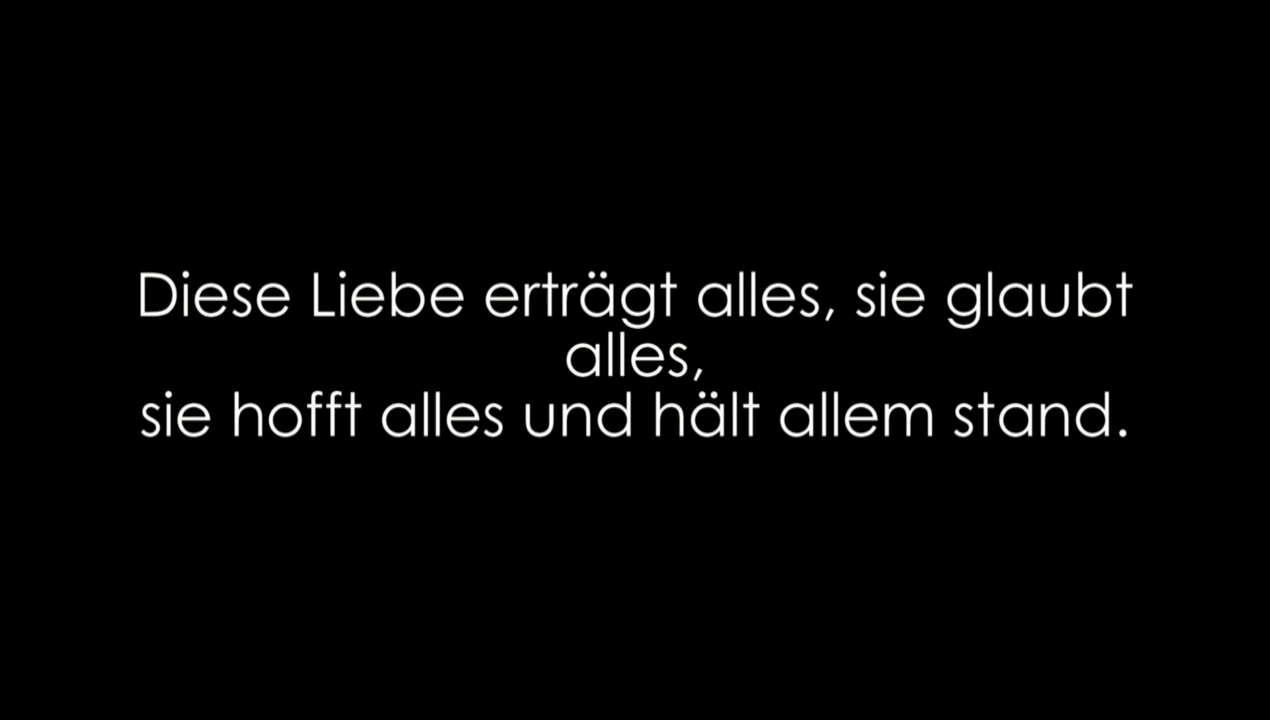 Diese Liebe erträgt alles, sie glaubt
alles,
sie hofft alles und hält allem stand.